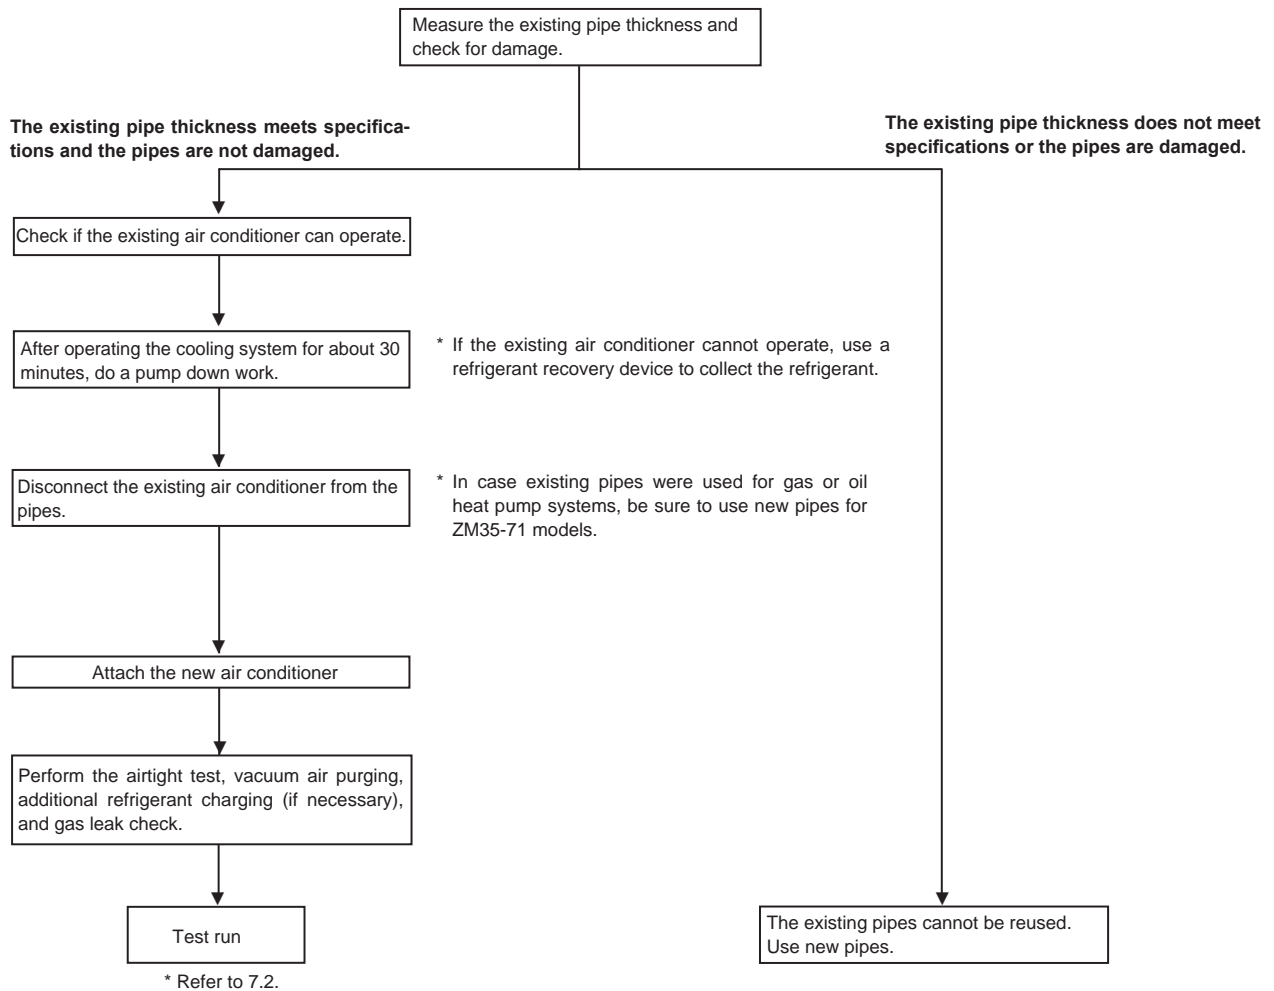 Measure the existing pipe thickness and
check for damage.
The existing pipe thickness meets specifica-
tions and the pipes are not damaged.
The existing pipe thickness does not meet
specifications or the pipes are damaged.
Check if the existing air conditioner can operate.
After operating the cooling system for about 30
minutes, do a pump down work.
* If the existing air conditioner cannot operate, use a
refrigerant recovery device to collect the refrigerant.
Disconnect the existing air conditioner from the
pipes.
* In case existing pipes were used for gas or oil
heat pump systems, be sure to use new pipes for
ZM35-71 models.
Attach the new air conditioner
Perform the airtight test, vacuum air purging,
additional refrigerant charging (if necessary),
and gas leak check.
Test run
* Refer to 7.2.
The existing pipes cannot be reused.
Use new pipes.